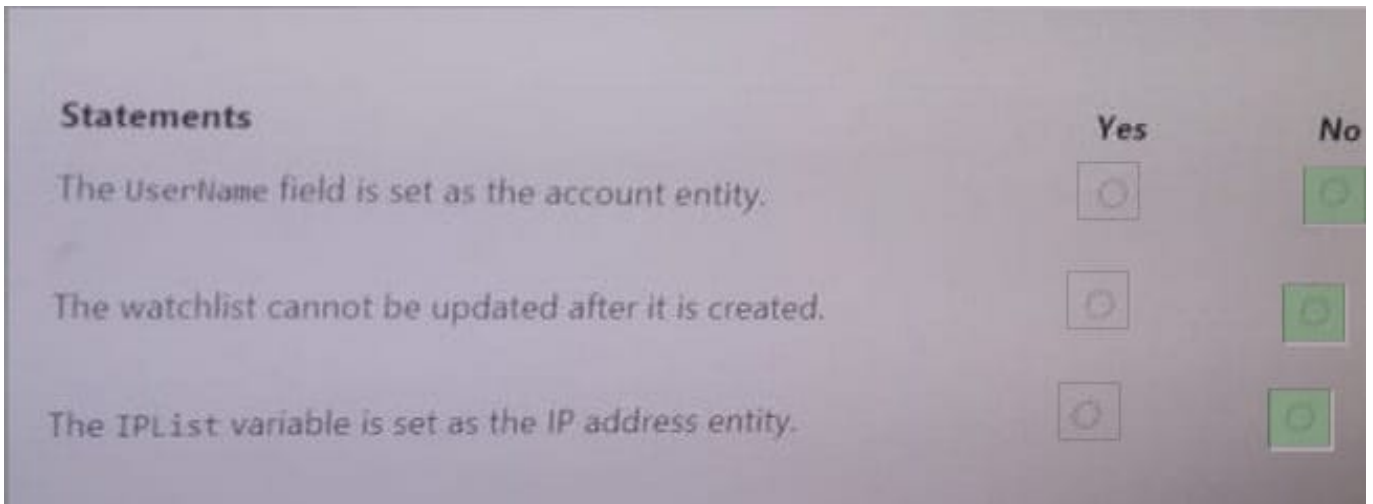 Statements
Yes No
The UserName field is set as the account entity.
The watchlist cannot be updated after it is created.
The IPList variable is set as the IP address entity.